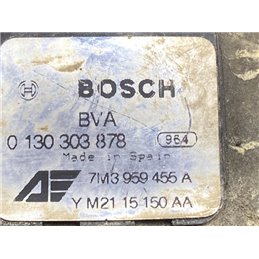 BOSCH
BVA
0 130 303 878 964
Made in Spain
7M3 959 455 A
Y M21 15 150 AA